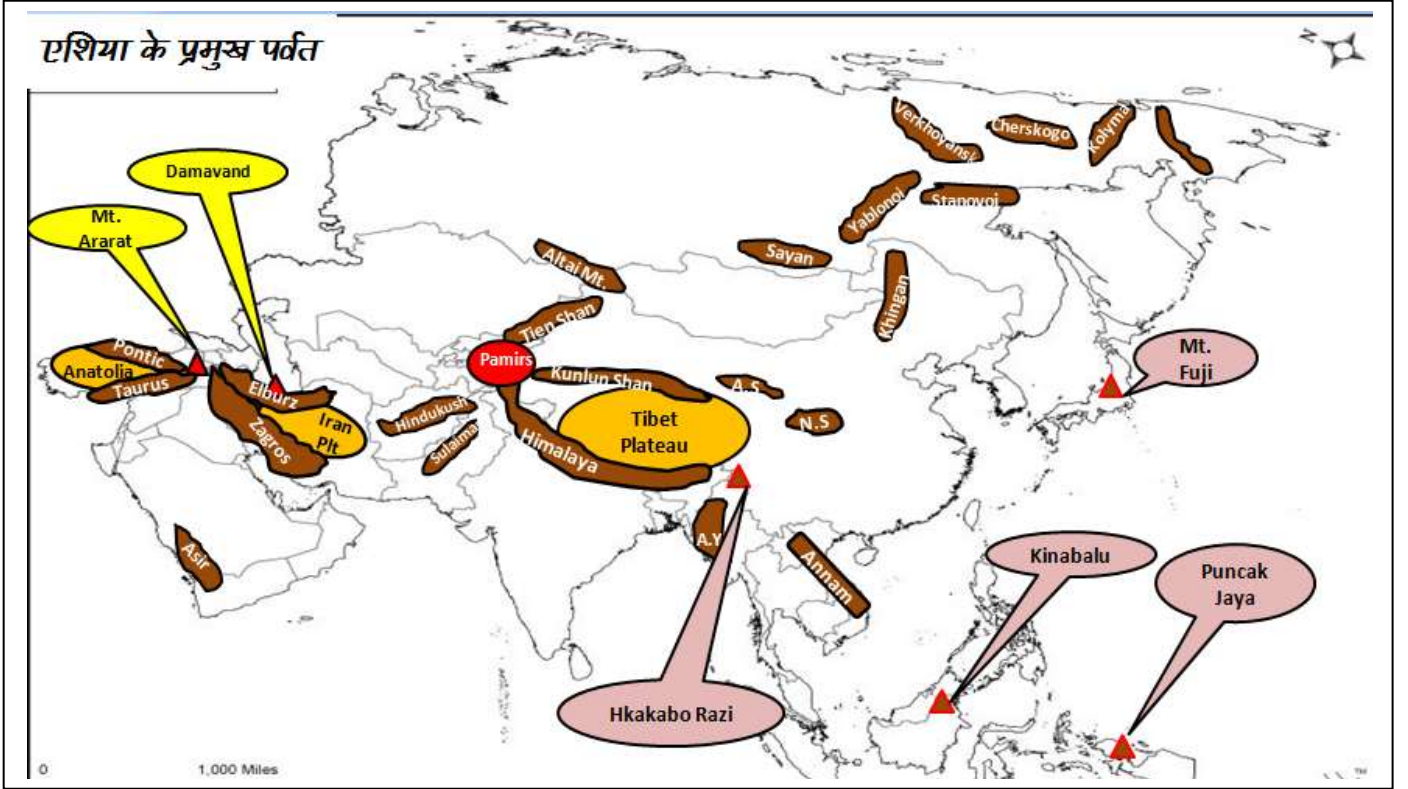 एशिया के प्रमुख पर्वत
N
Verkhoyansk
Cherskogo
Kolyma
Damavand
Mt.
Ararat
Yablonoi
Stanovoi
Altai Mt.
Sayan
Khingan
Tien Shan
Pontic
Anatolia
Taurus
Elburz
Iran
Plt
Zagros
Pamirs
Kunlun Shan
A.S
N.S
Hindukush
Sulaima
Tibet
Plateau
Himalaya
Mt.
Fuji
A.Y
Annam
Asir
Kinabalu
Puncak
Jaya
Hkakabo Razi
0
1,000 Miles
TM